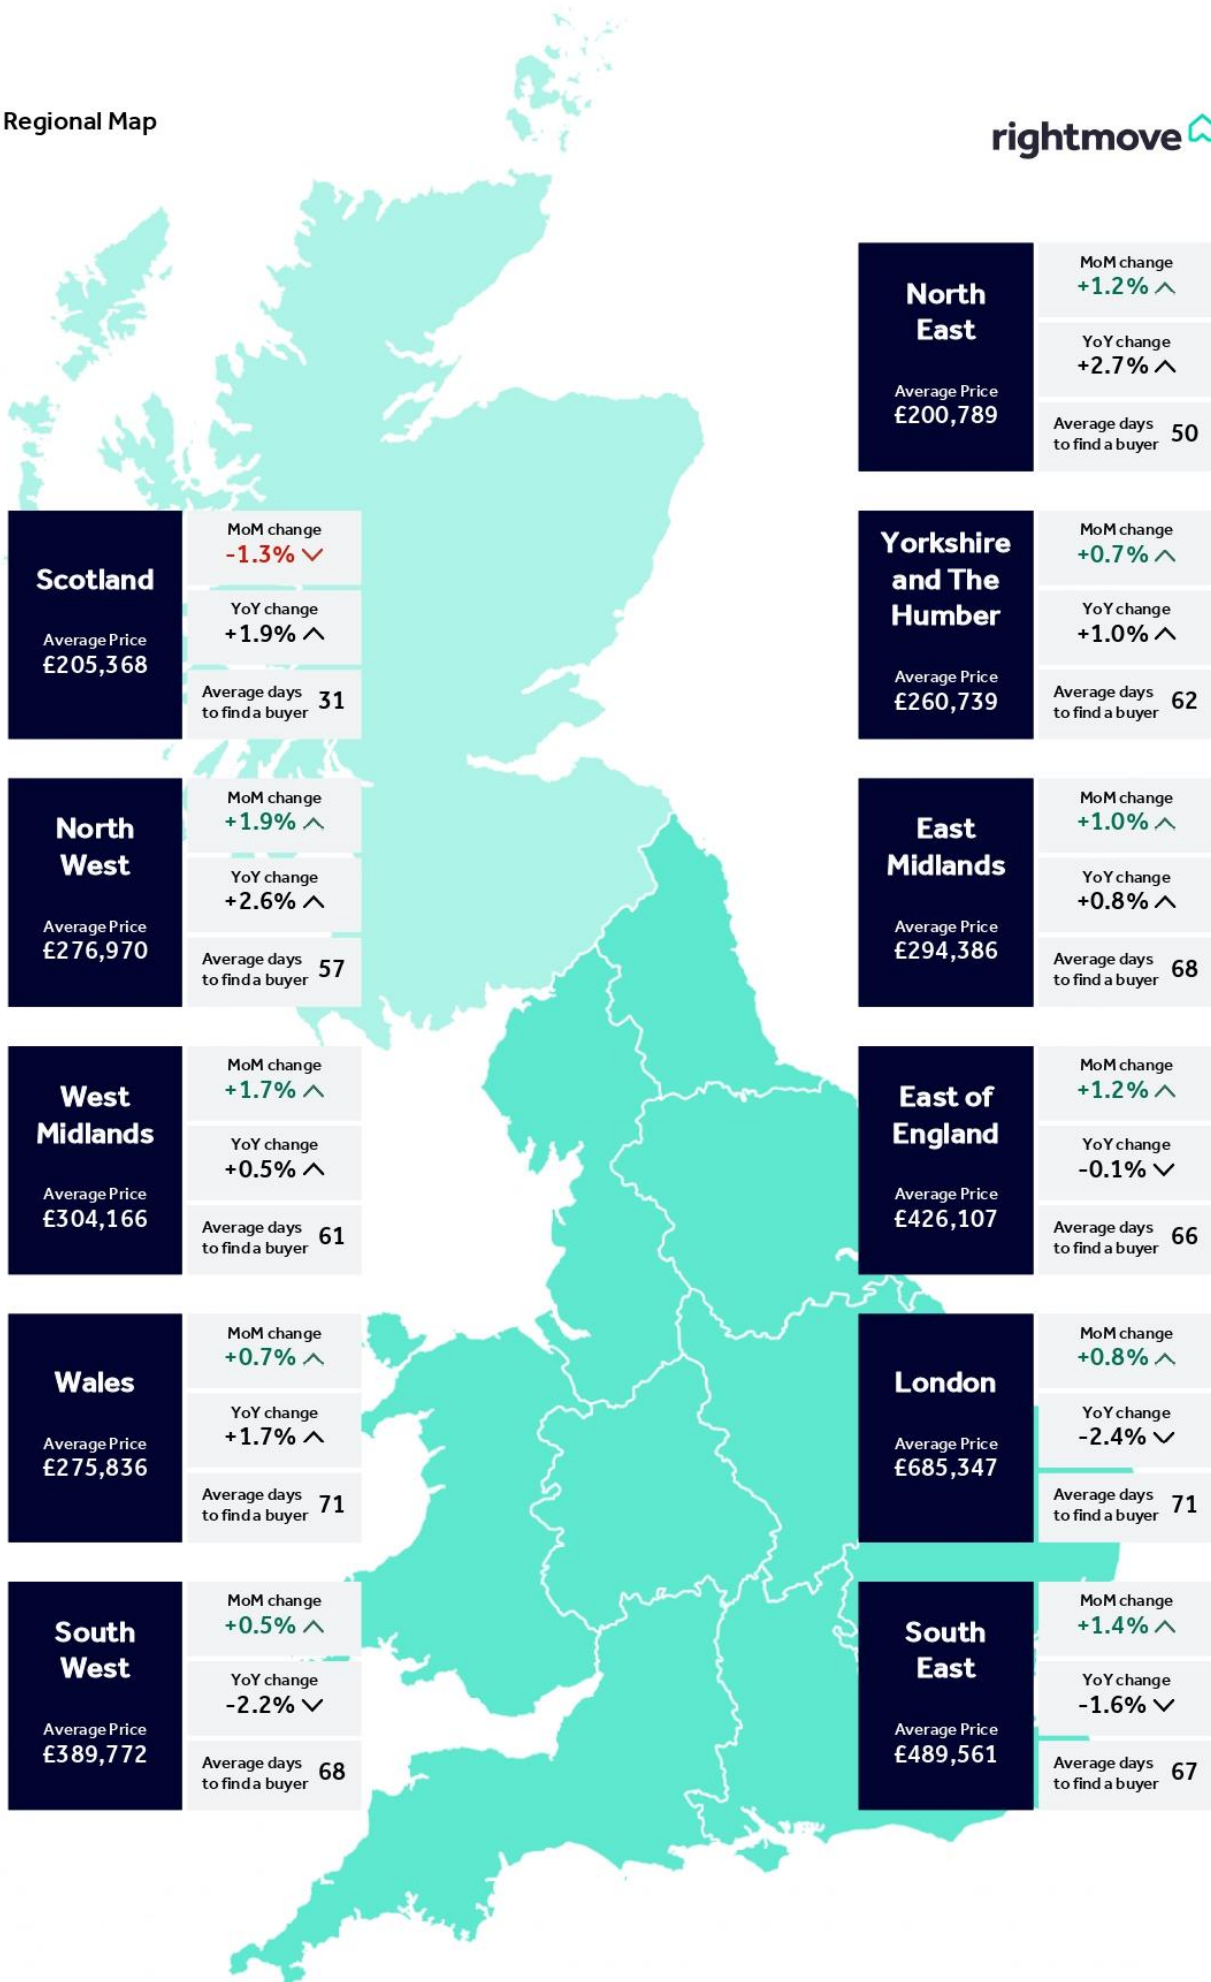 Regional Map
rightmove
North
East
Average Price
£200,789
MoM change
+1.2%
YoY change
+2.7%
Average days
to find a buyer 50
Scotland
Average Price
£205,368
MoM change
-1.3%
YoY change
+1.9%
Average days
to find a buyer 31
Yorkshire
and The
Humber
Average Price
£260,739
MoM change
+0.7%
YoY change
+1.0%
Average days
to find a buyer 62
North
West
Average Price
£276,970
MoM change
+1.9%
YoY change
+2.6%
Average days
to find a buyer 57
East
Midlands
Average Price
£294,386
MoM change
+1.0%
YoY change
+0.8%
Average days
to find a buyer 68
West
Midlands
Average Price
£304,166
MoM change
+1.7%
YoY change
+0.5%
Average days
to find a buyer 61
East of
England
Average Price
£426,107
MoM change
+1.2%
YoY change
-0.1%
Average days
to find a buyer 66
Wales
Average Price
£275,836
MoM change
+0.7%
YoY change
+1.7%
Average days
to find a buyer 71
London
Average Price
£685,347
MoM change
+0.8%
YoY change
-2.4%
Average days
to find a buyer 71
South
West
Average Price
£389,772
MoM change
+0.5%
YoY change
-2.2%
Average days
to find a buyer 68
South
East
Average Price
£489,561
MoM change
+1.4%
YoY change
-1.6%
Average days
to find a buyer 67